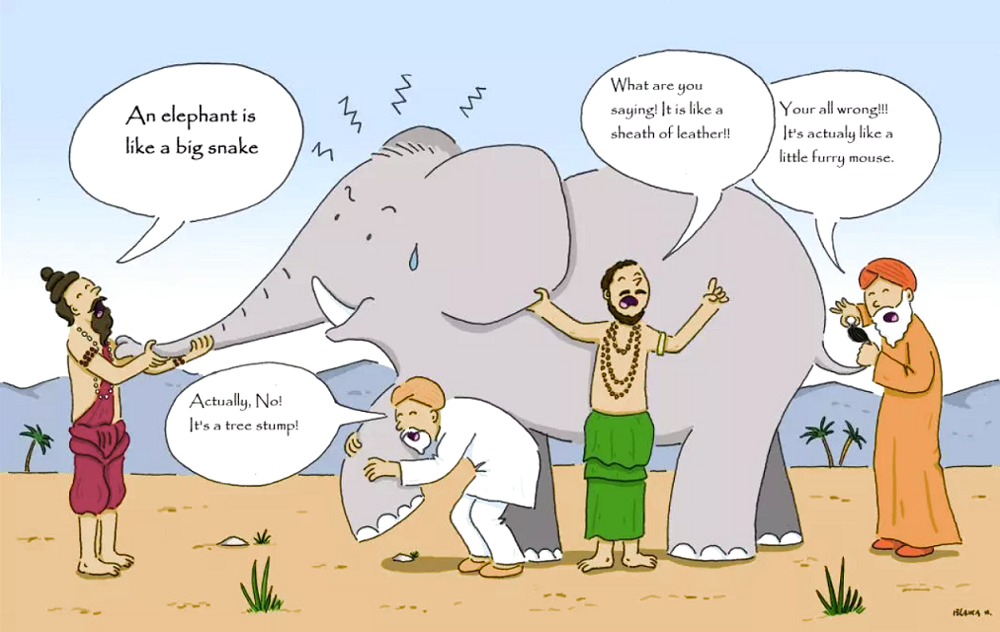 An elephant is
like a big snake
What are you
saying! It is like a
sheath of leather!!
Your all wrong!!!
It's actualy like a
little furry mouse.
Actually, No!
It's a tree stump!